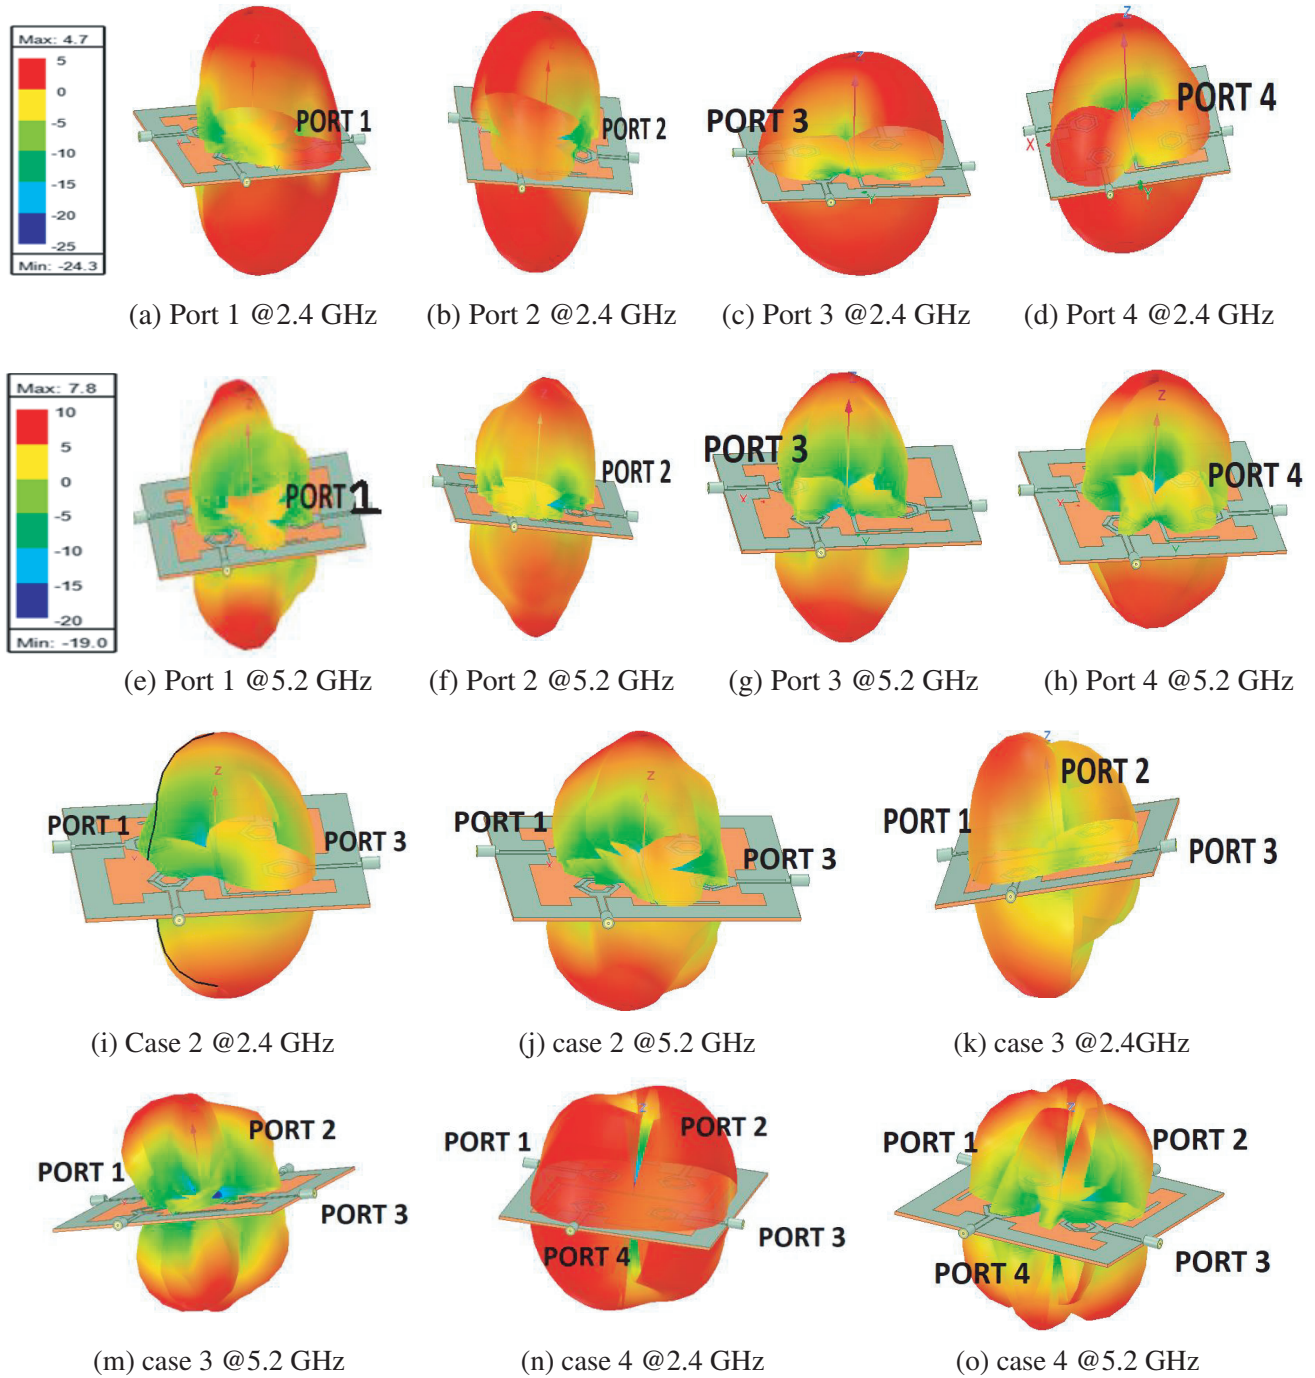 Max: 4.7
5
0
-5
-10
-15
-20
-25
Min: -24.3
Z
PORT 1
Z
PORT 2
Z
PORT 3
X
Y
Z
PORT 4
X
Y
(a) Port 1 @2.4 GHz
(b) Port 2 @2.4 GHz
(c) Port 3 @2.4 GHz
(d) Port 4 @2.4 GHz
Max: 7.8
10
5
0
-5
-10
-15
-20
Min: -19.0
Z
PORT 1
Z
PORT 2
Z
PORT 3
X
Y
Z
PORT 4
X
Y
(e) Port 1 @5.2 GHz
(f) Port 2 @5.2 GHz
(g) Port 3 @5.2 GHz
(h) Port 4 @5.2 GHz
Z
PORT 1
PORT 3
Z
PORT 1
PORT 3
Z
PORT 2
PORT 1
PORT 3
(i) Case 2 @2.4 GHz
(j) case 2 @5.2 GHz
(k) case 3 @2.4GHz
Z
PORT 2
PORT 1
PORT 3
Z
PORT 1
PORT 2
PORT 3
PORT 4
Z
PORT 1
PORT 2
PORT 3
PORT 4
(m) case 3 @5.2 GHz
(n) case 4 @2.4 GHz
(o) case 4 @5.2 GHz